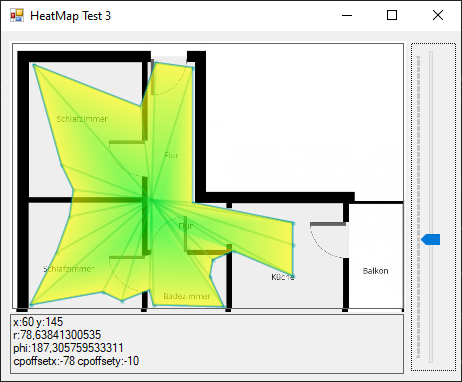 HeatMap Test 3
Schlafzimmer
Flur
Flur
Schlafzimmer
Küche
Balkon
Badezimmer
x:60 y:145
r:78,63841300535
phi:187,305759533311
cpoffsetx:-78 cpoffsety:-10